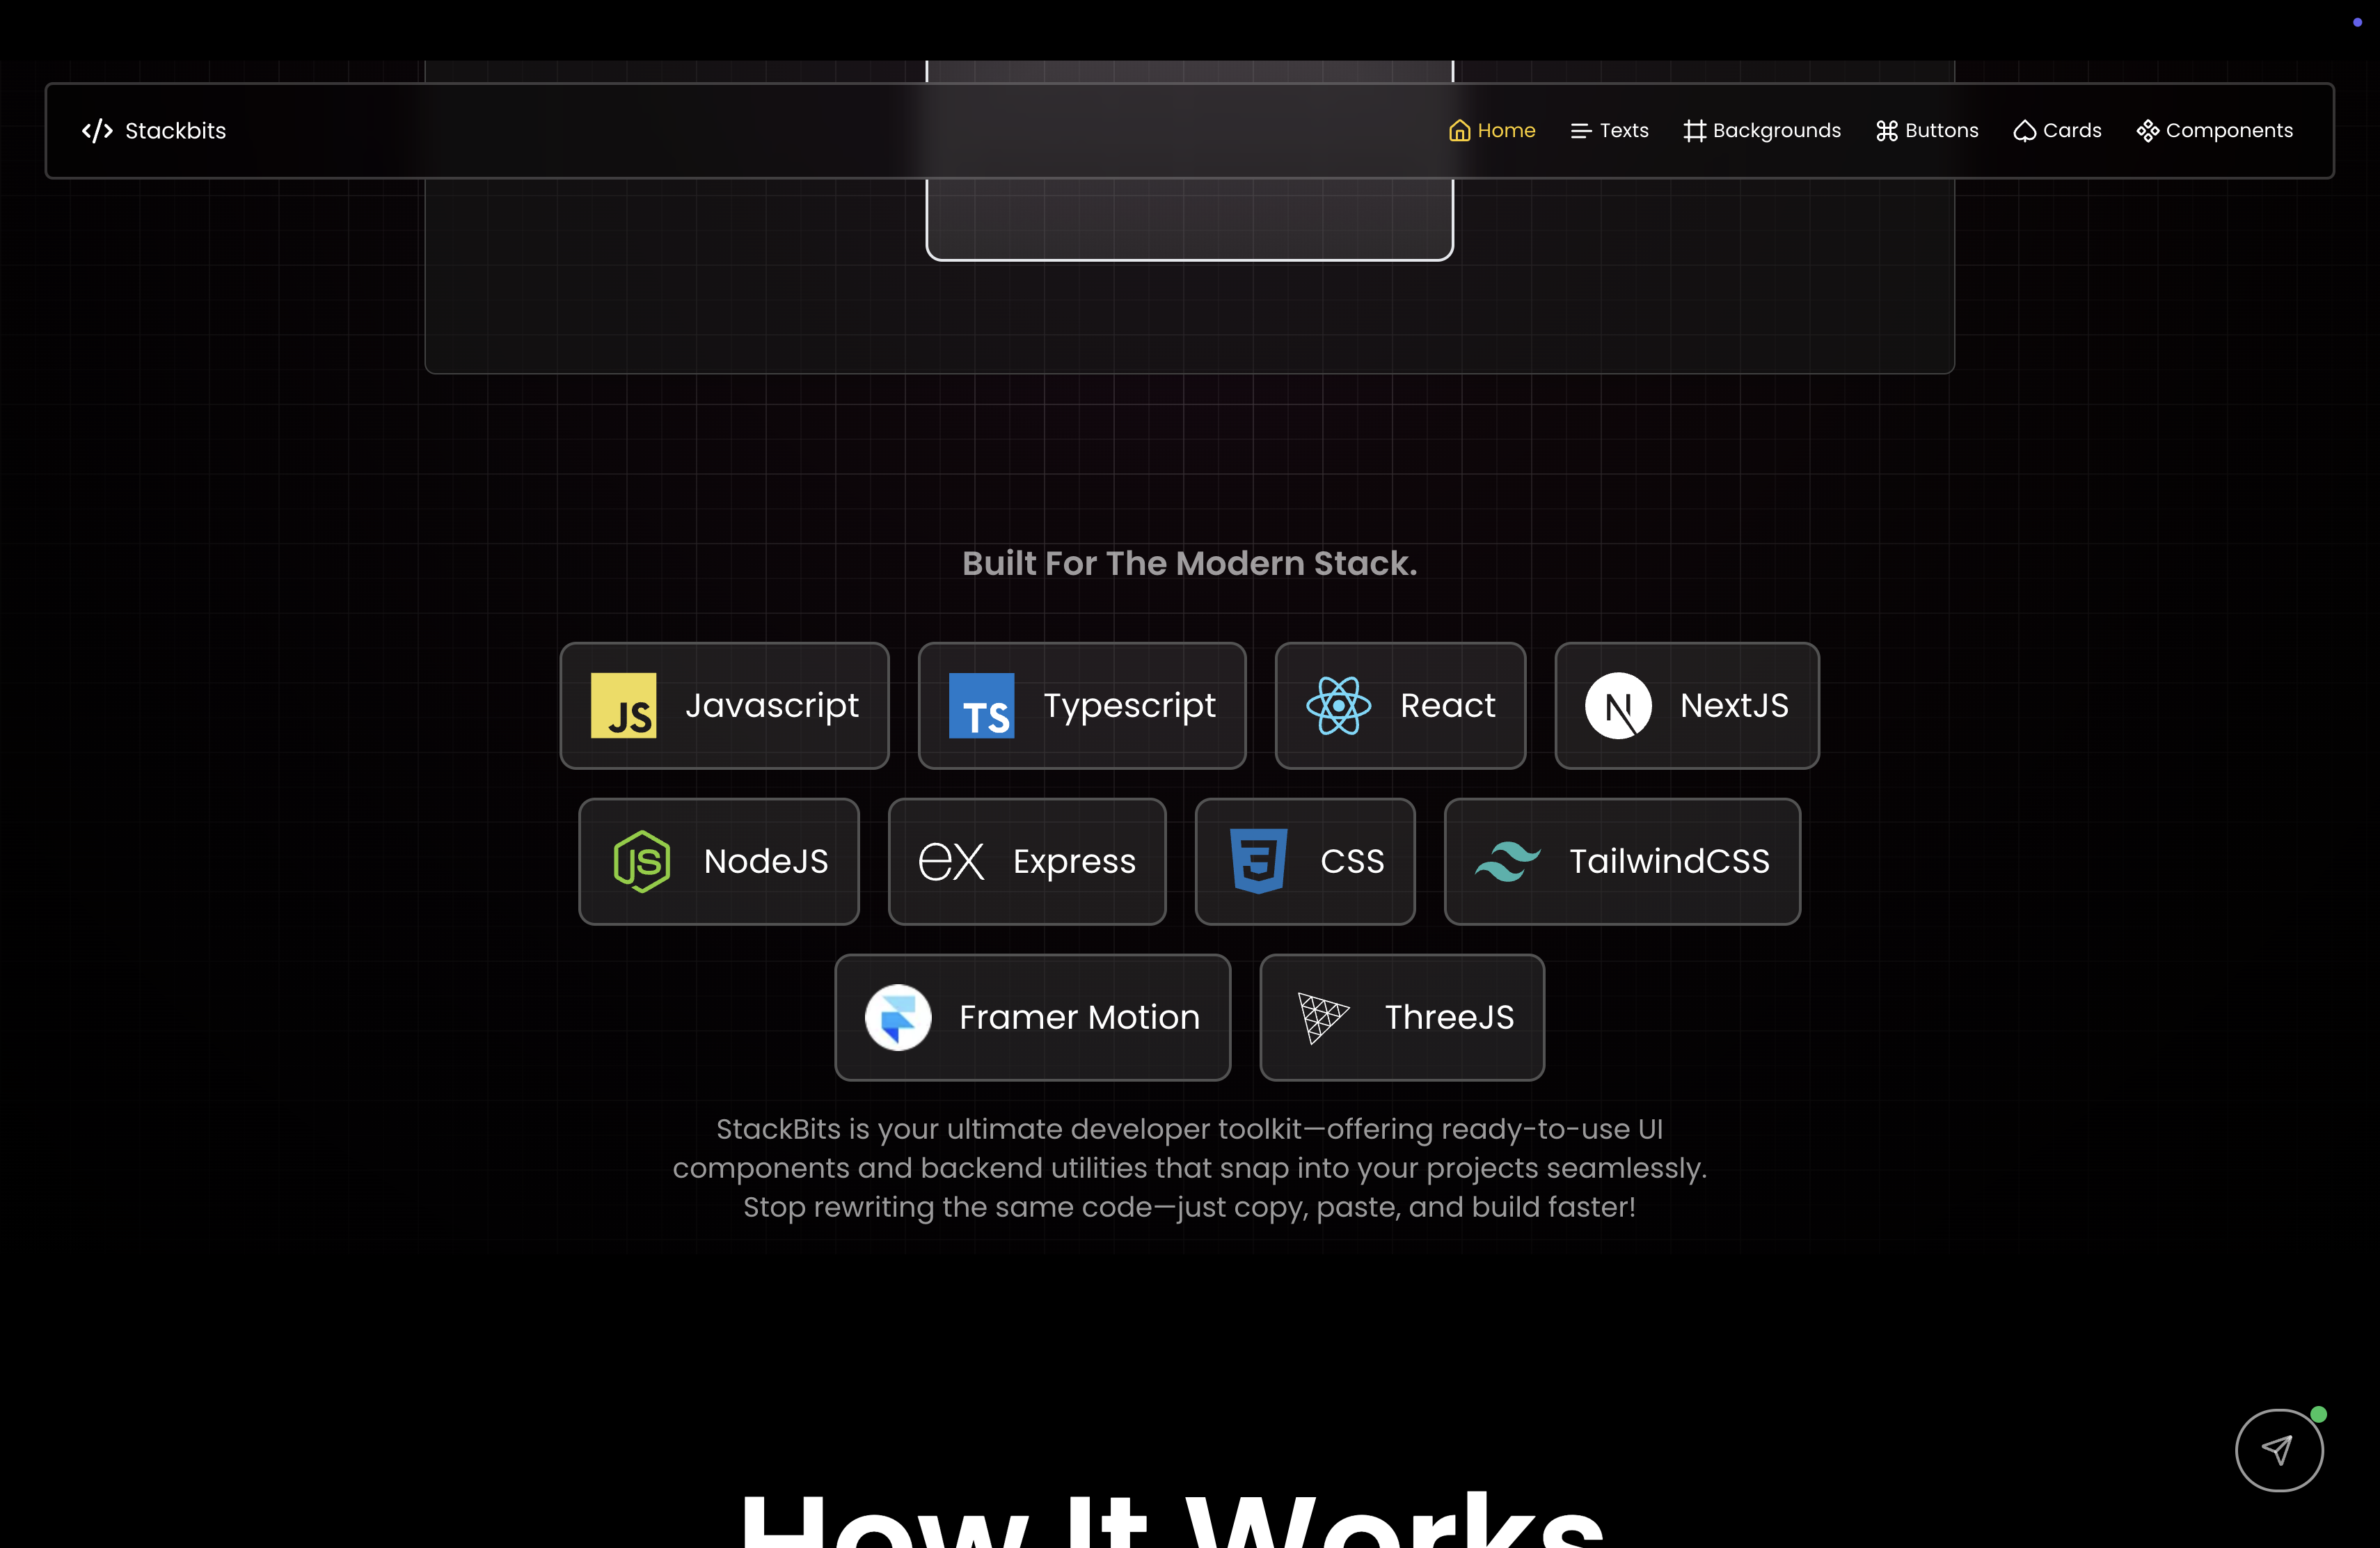 Stackbits
Home Texts Backgrounds Buttons Cards Components
Built For The Modern Stack.
JS Javascript TS Typescript React N NextJS
JS NodeJS ex Express 3 CSS TailwindCSS
Framer Motion ThreeJS
StackBits is your ultimate developer toolkit—offering ready-to-use UI
components and backend utilities that snap into your projects seamlessly.
Stop rewriting the same code—just copy, paste, and build faster!
How It Works